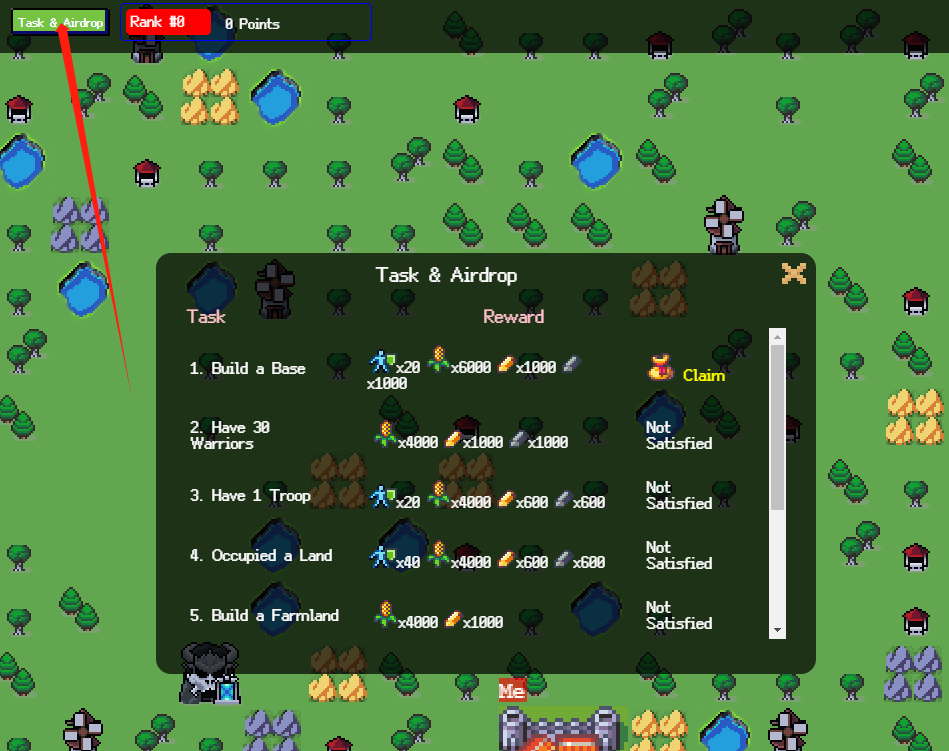 Task & Airdrop
Rank #0
0 Points
Task & Airdrop
Task
Reward
1. Build a Base
x20 x6000 x1000
x1000
Claim
2. Have 30
Warriors
x4000 x1000 x1000
Not
Satisfied
3. Have 1 Troop
x20 x4000 x600 x600
Not
Satisfied
4. Occupied a Land
x40 x4000 x600 x600
Not
Satisfied
5. Build a Farmland
x4000 x1000
Not
Satisfied
Me